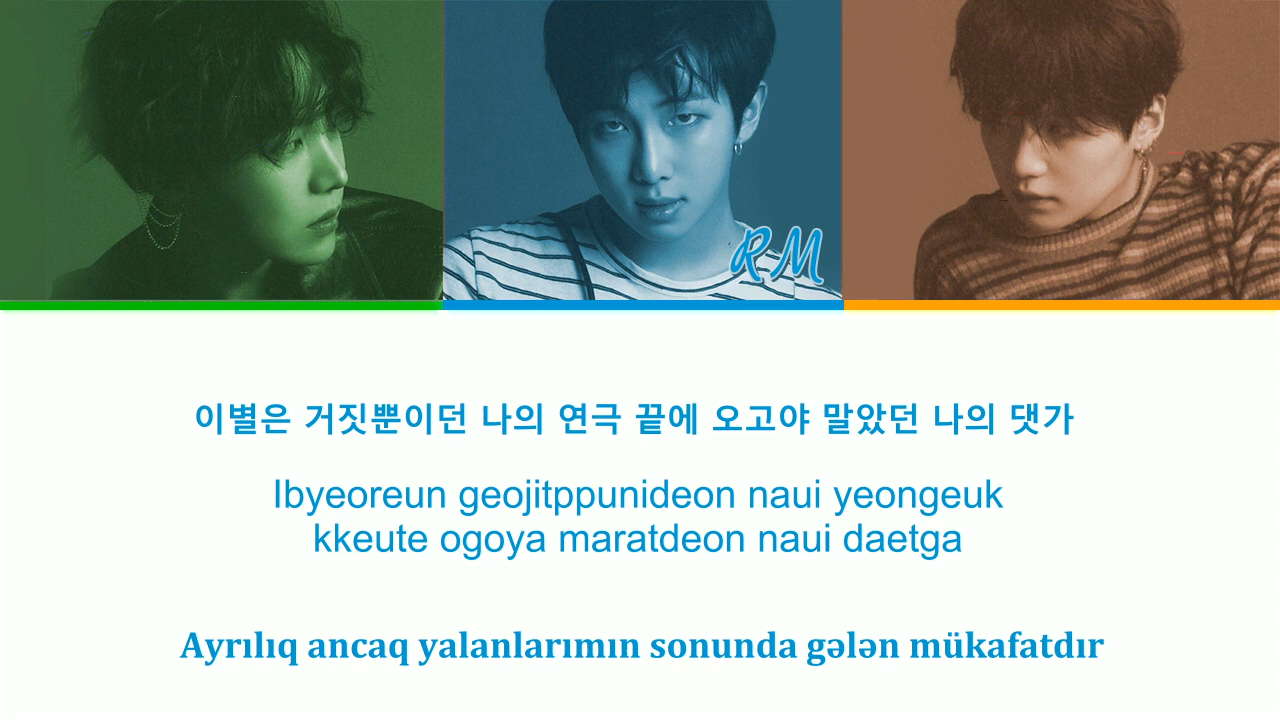 RM
이별은 거짓뿐이던 나의 연극 끝에 오고야 말았던 나의 댓가
Ibyeoreun geojitppunideon naui yeongeuk
kkeute ogoya maratdeon naui daetga
Ayrılıq ancaq yalanlarımın sonunda gələn mükafatdır